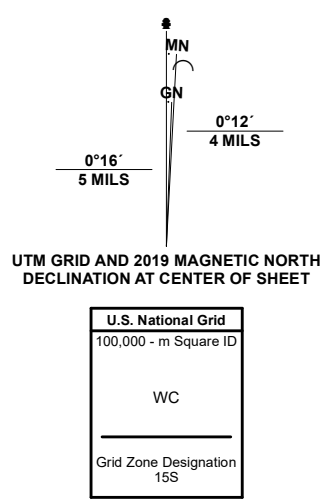 MN
GN
0°12´
4 MILS
0°16´
5 MILS
UTM GRID AND 2019 MAGNETIC NORTH
DECLINATION AT CENTER OF SHEET
U.S. National Grid
100,000 - m Square ID
WC
Grid Zone Designation
15S